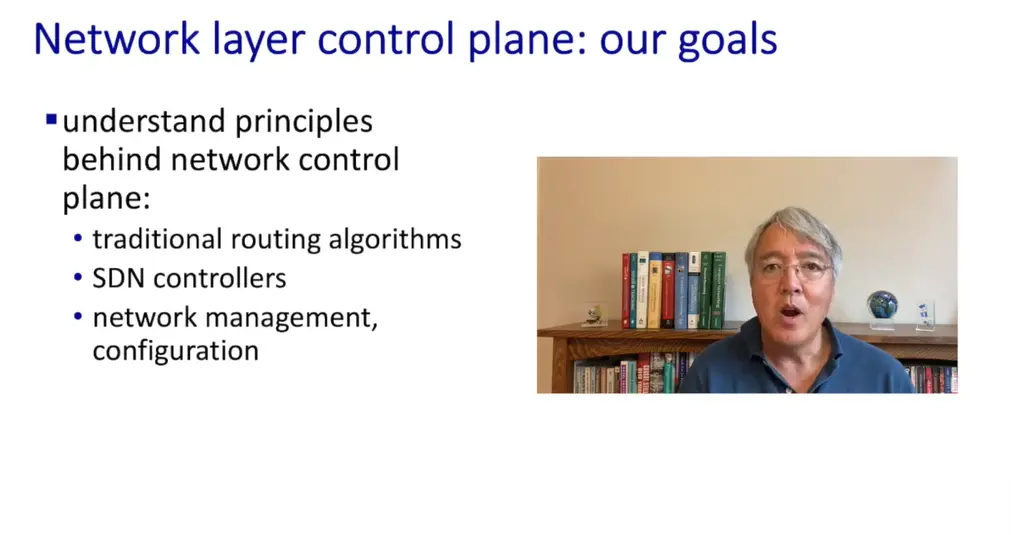 Network layer control plane: our goals
understand principles
behind network control
plane:
traditional routing algorithms
SDN controllers
network management,
configuration